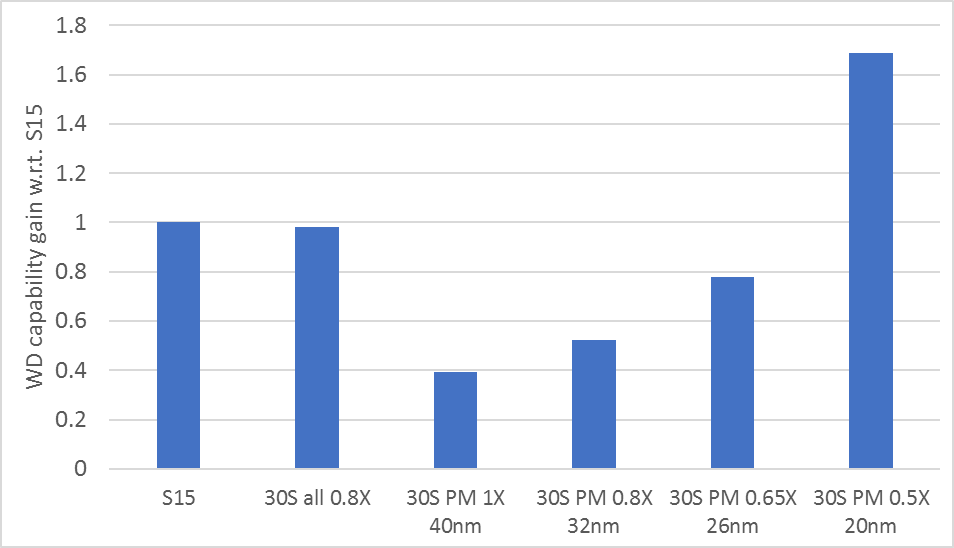 WD capability gain w.r.t. S15
1.8
1.6
1.4
1.2
1
0.8
0.6
0.4
0.2
0
S15
30S all 0.8X
30S PM 1X
40nm
30S PM 0.8X
32nm
30S PM 0.65X
26nm
30S PM 0.5X
20nm